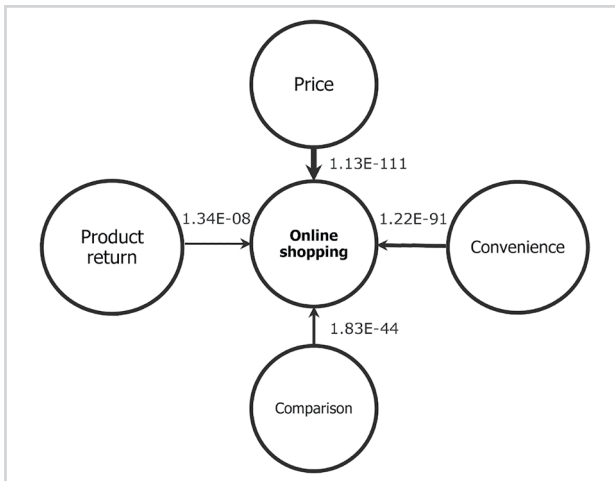 Price
1.13E-111
1.34E-08
1.22E-91
Product
return
Online
shopping
Convenience
1.83E-44
Comparison